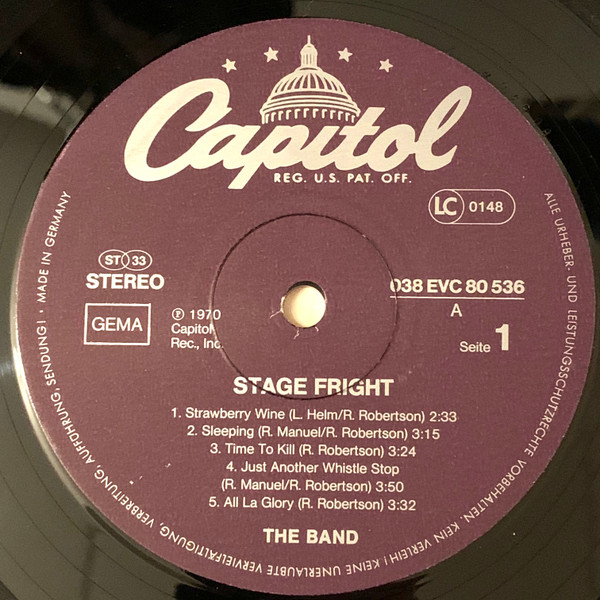 Capitol
REG. U.S. PAT. OFF.
LC 0148
ST 33
STEREO
GEMA
℗ 1970
Capitol
Rec., Inc.
038 EVC 80 536
A
Seite 1
STAGE FRIGHT
1. Strawberry Wine (L. Helm/R. Robertson) 2:33
2. Sleeping (R. Manuel/R. Robertson) 3:15
3. Time To Kill (R. Robertson) 3:24
4. Just Another Whistle Stop
(R. Manuel/R. Robertson) 3:50
5. All La Glory (R. Robertson) 3:32
THE BAND
ALLE URHEBER- UND LEISTUNGSSCHUTZRECHTE VORBEHALTEN. KEIN VERLEIH! KEINE UNERLAUBTE VERVIELFÄLTIGUNG, VERBREITUNG, AUFFÜHRUNG, SENDUNG! • MADE IN GERMANY